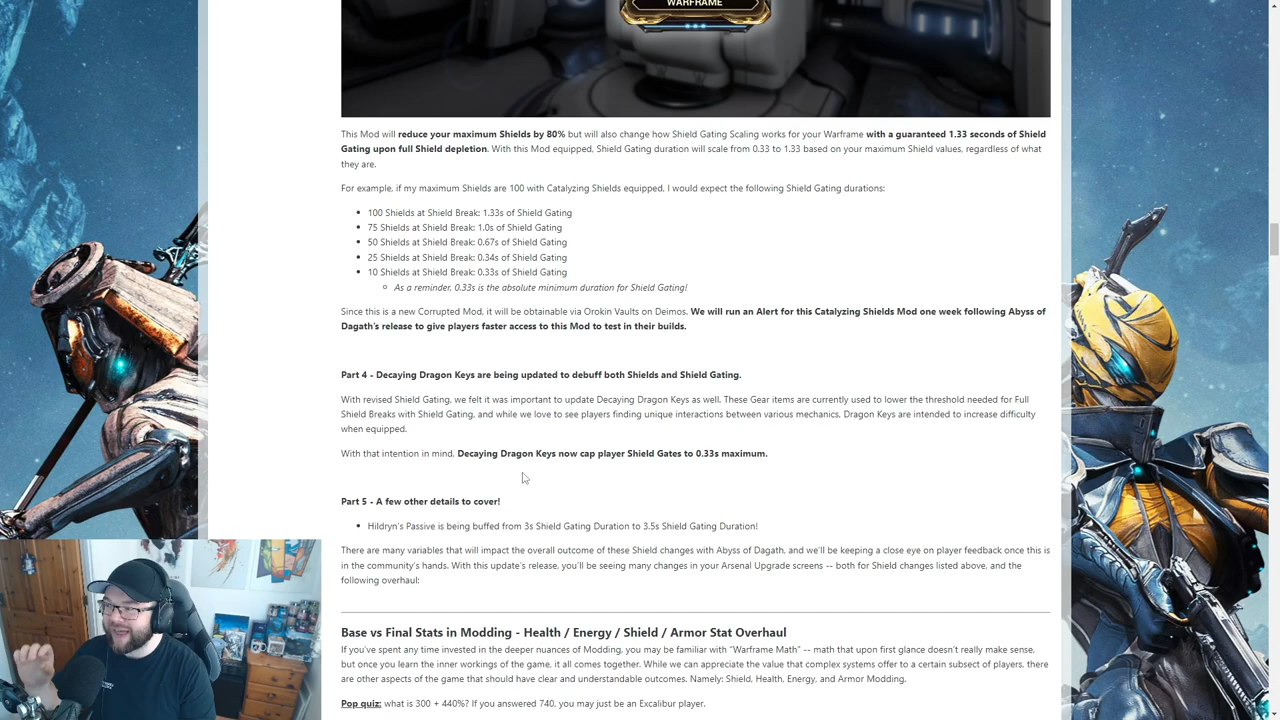 WARFRAME
This Mod will reduce your maximum Shields by 80% but will also change how Shield Gating Scaling works for your Warframe with a guaranteed 1.33 seconds of Shield
Gating upon full Shield depletion. With this Mod equipped, Shield Gating duration will scale from 0.33 to 1.33 based on your maximum Shield values, regardless of what
they are.
For example, if my maximum Shields are 100 with Catalyzing Shields equipped, I would expect the following Shield Gating durations:
• 100 Shields at Shield Break: 1.33s of Shield Gating
• 75 Shields at Shield Break: 1.0s of Shield Gating
• 50 Shields at Shield Break: 0.67s of Shield Gating
• 25 Shields at Shield Break: 0.34s of Shield Gating
• 10 Shields at Shield Break: 0.33s of Shield Gating
As a reminder, 0.33s is the absolute minimum duration for Shield Gating!
Since this is a new Corrupted Mod, it will be obtainable via Orokin Vaults on Deimos. We will run an Alert for this Catalyzing Shields Mod one week following Abyss of
Dagath's release to give players faster access to this Mod to test in their builds.
Part 4 - Decaying Dragon Keys are being updated to debuff both Shields and Shield Gating.
With revised Shield Gating, we felt it was important to update Decaying Dragon Keys as well. These Gear items are currently used to lower the threshold needed for Full
Shield Breaks with Shield Gating, and while we love to see players finding unique interactions between various mechanics, Dragon Keys are intended to increase difficulty
when equipped.
With that intention in mind, Decaying Dragon Keys now cap player Shield Gates to 0.33s maximum.
Part 5 - A few other details to cover!
• Hildryn's Passive is being buffed from 3s Shield Gating Duration to 3.5s Shield Gating Duration!
There are many variables that will impact the overall outcome of these Shield changes with Abyss of Dagath, and we'll be keeping a close eye on player feedback once this is
in the community's hands. With this update's release, you'll be seeing many changes in your Arsenal Upgrade screens -- both for Shield changes listed above, and the
following overhaul:
Base vs Final Stats in Modding - Health / Energy / Shield / Armor Stat Overhaul
If you've spent any time invested in the deeper nuances of Modding, you may be familiar with "Warframe Math" -- math that upon first glance doesn't really make sense,
but once you learn the inner workings of the game, it all comes together. While we can appreciate the value that complex systems offer to a certain subsect of players, there
are other aspects of the game that should have clear and understandable outcomes. Namely: Shield, Health, Energy, and Armor Modding.
Pop quiz: what is 300 + 440%? If you answered 740, you may just be an Excalibur player.